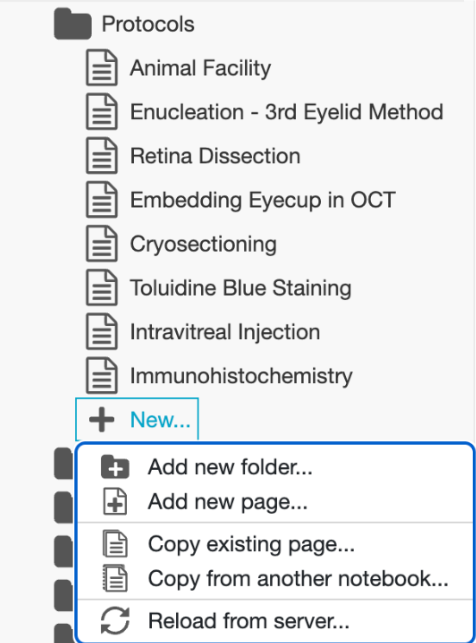 Protocols
Animal Facility
Enucleation - 3rd Eyelid Method
Retina Dissection
Embedding Eyecup in OCT
Cryosectioning
Toluidine Blue Staining
Intravitreal Injection
Immunohistochemistry
New...
Add new folder...
Add new page...
Copy existing page...
Copy from another notebook...
Reload from server...